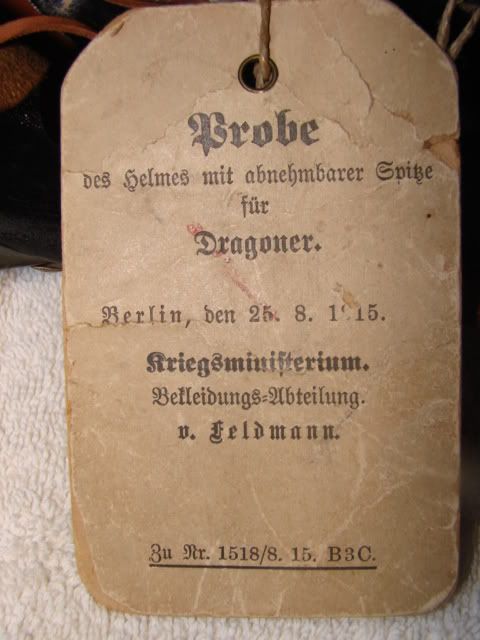 Probe
des Helmes mit abnehmbarer Spitze
für
Dragoner.
Berlin, den 25. 8. 1915.
Kriegsministerium.
Bekleidungs-Abteilung.
v. Feldmann.
Zu Nr. 1518/8. 15. B3C.